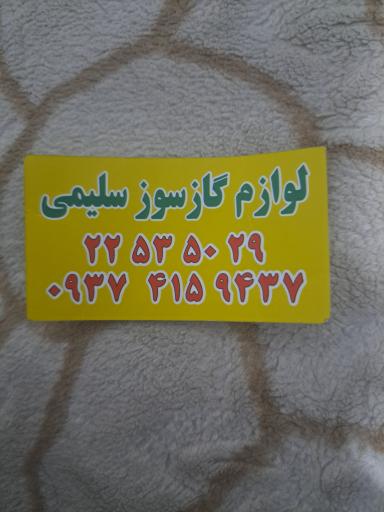 لوازم گازسوز سلیمی
۲۲ ۵۳ ۵۰ ۲۹
۰۹۳۷ ۴۱۵ ۹۴۳۷